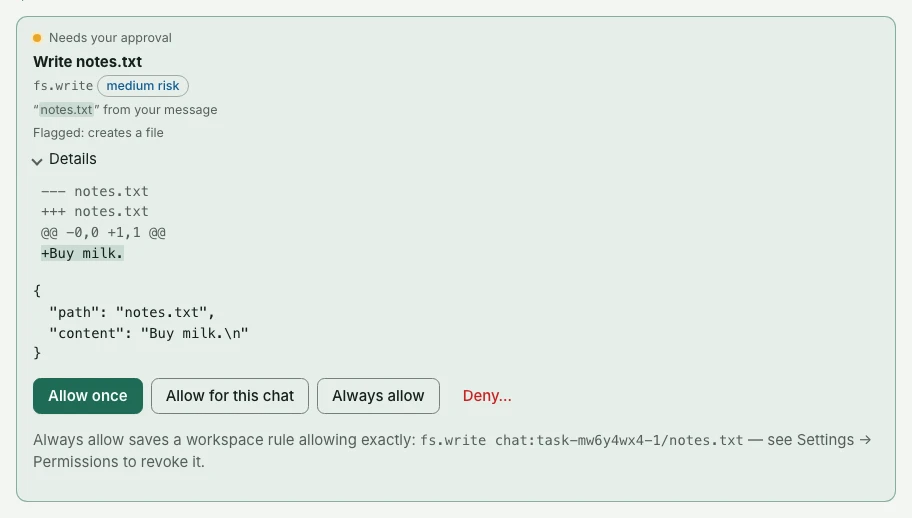 Needs your approval
Write notes.txt
fs.write medium risk
“notes.txt” from your message
Flagged: creates a file
Details
--- notes.txt
+++ notes.txt
@@ -0,0 +1,1 @@
+Buy milk.
{
  "path": "notes.txt",
  "content": "Buy milk.\n"
}
Allow once Allow for this chat Always allow Deny...
Always allow saves a workspace rule allowing exactly: fs.write chat:task-mw6y4wx4-1/notes.txt — see Settings →
Permissions to revoke it.